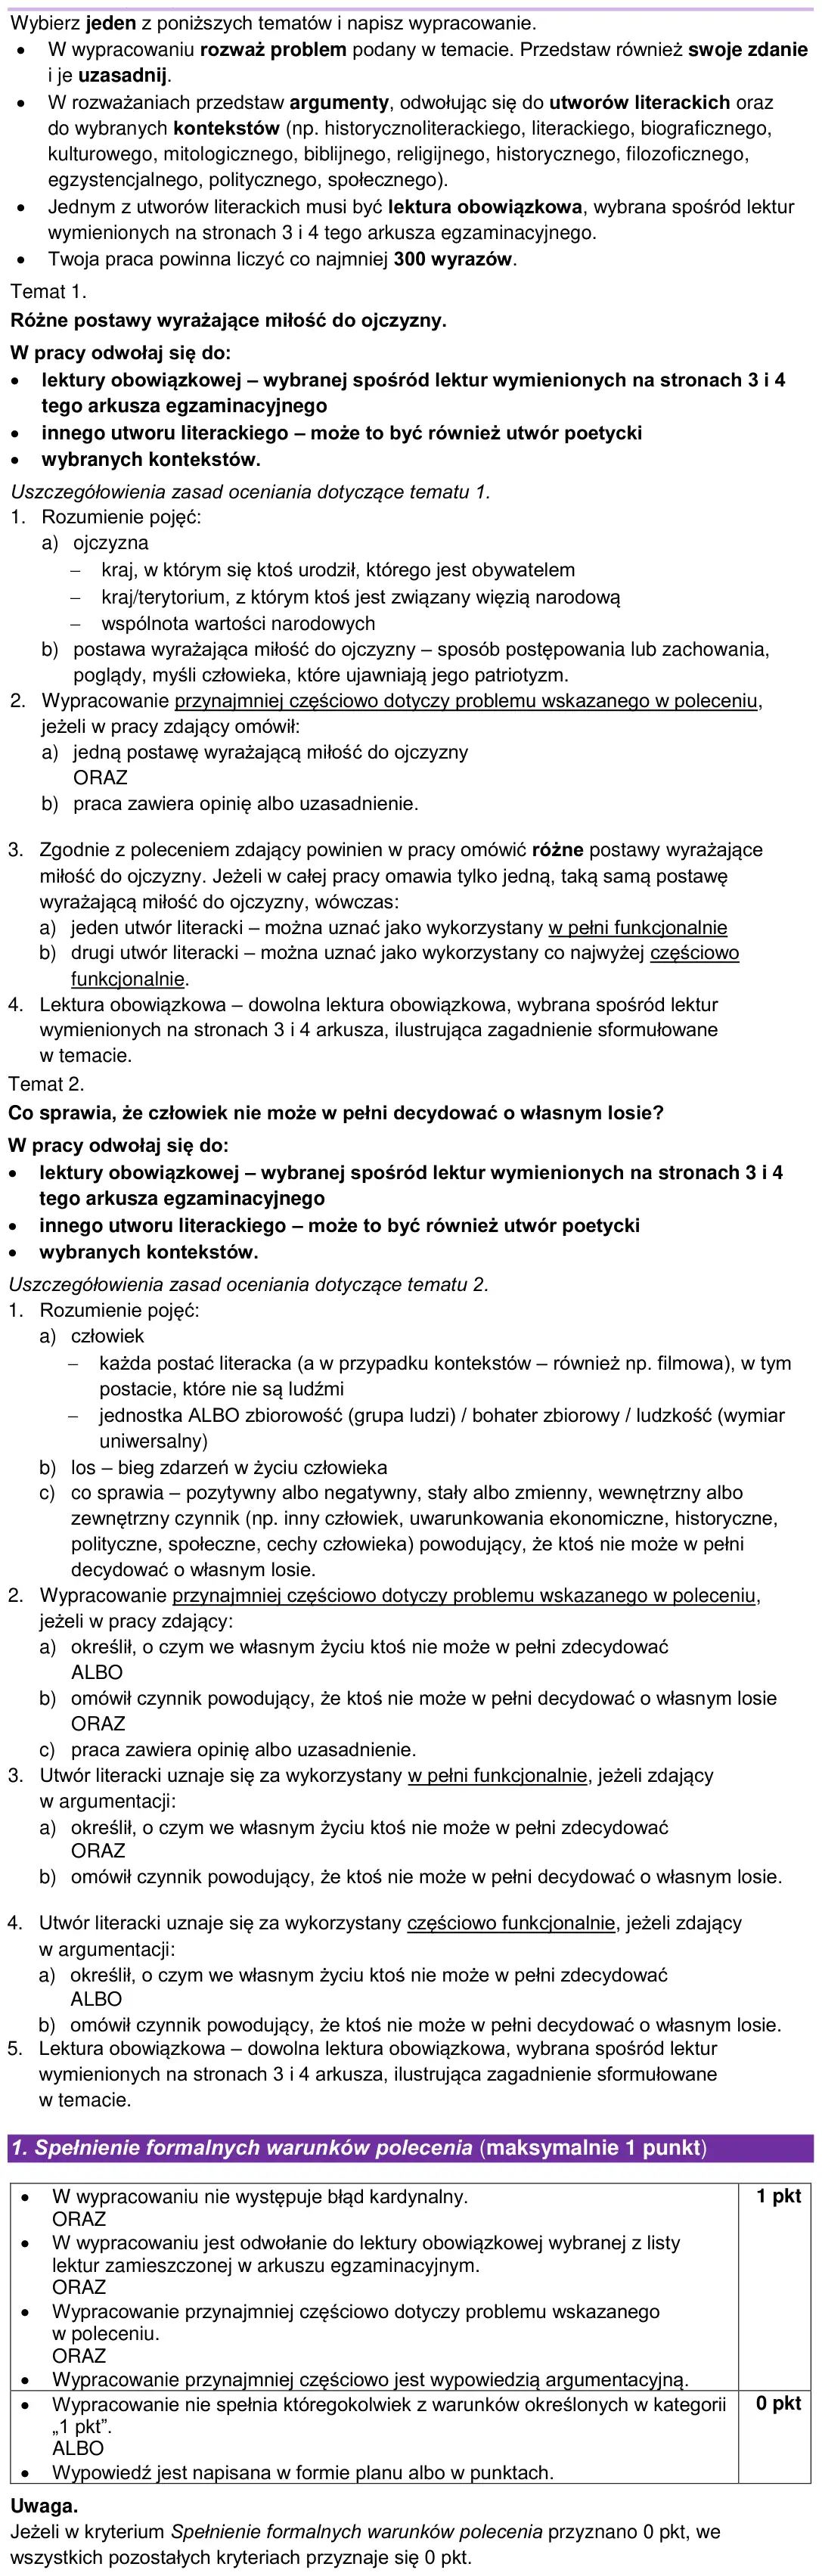 Wybierz jeden z poniższych tematów i napisz wypracowanie.
• W wypracowaniu rozważ problem podany w temacie. Przedstaw również swoje zdanie
i je uzasadnij.
• W rozważaniach przedstaw argumenty, odwołując się do utworów literackich oraz
do wybranych kontekstów (np. historycznoliterackiego, literackiego, biograficznego,
kulturowego, mitologicznego, biblijnego, religijnego, historycznego, filozoficznego,
egzystencjalnego, politycznego, społecznego).
• Jednym z utworów literackich musi być lektura obowiązkowa, wybrana spośród lektur
wymienionych na stronach 3 i 4 tego arkusza egzaminacyjnego.
• Twoja praca powinna liczyć co najmniej 300 wyrazów.
Temat 1.
Różne postawy wyrażające miłość do ojczyzny.
W pracy odwołaj się do:
• lektury obowiązkowej – wybranej spośród lektur wymienionych na stronach 3 i 4
tego arkusza egzaminacyjnego
• innego utworu literackiego – może to być również utwór poetycki
• wybranych kontekstów.
Uszczegółowienia zasad oceniania dotyczące tematu 1.
1. Rozumienie pojęć:
a) ojczyzna
– kraj, w którym się ktoś urodził, którego jest obywatelem
– kraj/terytorium, z którym ktoś jest związany więzią narodową
– wspólnota wartości narodowych
b) postawa wyrażająca miłość do ojczyzny – sposób postępowania lub zachowania,
poglądy, myśli człowieka, które ujawniają jego patriotyzm.
2. Wypracowanie przynajmniej częściowo dotyczy problemu wskazanego w poleceniu,
jeżeli w pracy zdający omówił:
a) jedną postawę wyrażającą miłość do ojczyzny
ORAZ
b) praca zawiera opinię albo uzasadnienie.
3. Zgodnie z poleceniem zdający powinien w pracy omówić różne postawy wyrażające
miłość do ojczyzny. Jeżeli w całej pracy omawia tylko jedną, taką samą postawę
wyrażającą miłość do ojczyzny, wówczas:
a) jeden utwór literacki – można uznać jako wykorzystany w pełni funkcjonalnie
b) drugi utwór literacki – można uznać jako wykorzystany co najwyżej częściowo
funkcjonalnie.
4. Lektura obowiązkowa – dowolna lektura obowiązkowa, wybrana spośród lektur
wymienionych na stronach 3 i 4 arkusza, ilustrująca zagadnienie sformułowane
w temacie.
Temat 2.
Co sprawia, że człowiek nie może w pełni decydować o własnym losie?
W pracy odwołaj się do:
• lektury obowiązkowej – wybranej spośród lektur wymienionych na stronach 3 i 4
tego arkusza egzaminacyjnego
• innego utworu literackiego – może to być również utwór poetycki
• wybranych kontekstów.
Uszczegółowienia zasad oceniania dotyczące tematu 2.
1. Rozumienie pojęć:
a) człowiek
– każda postać literacka (a w przypadku kontekstów – również np. filmowa), w tym
postacie, które nie są ludźmi
– jednostka ALBO zbiorowość (grupa ludzi) / bohater zbiorowy / ludzkość (wymiar
uniwersalny)
b) los – bieg zdarzeń w życiu człowieka
c) co sprawia – pozytywny albo negatywny, stały albo zmienny, wewnętrzny albo
zewnętrzny czynnik (np. inny człowiek, uwarunkowania ekonomiczne, historyczne,
polityczne, społeczne, cechy człowieka) powodujący, że ktoś nie może w pełni
decydować o własnym losie.
2. Wypracowanie przynajmniej częściowo dotyczy problemu wskazanego w poleceniu,
jeżeli w pracy zdający:
a) określił, o czym we własnym życiu ktoś nie może w pełni zdecydować
ALBO
b) omówił czynnik powodujący, że ktoś nie może w pełni decydować o własnym losie
ORAZ
c) praca zawiera opinię albo uzasadnienie.
3. Utwór literacki uznaje się za wykorzystany w pełni funkcjonalnie, jeżeli zdający
w argumentacji:
a) określił, o czym we własnym życiu ktoś nie może w pełni zdecydować
ORAZ
b) omówił czynnik powodujący, że ktoś nie może w pełni decydować o własnym losie.
4. Utwór literacki uznaje się za wykorzystany częściowo funkcjonalnie, jeżeli zdający
w argumentacji:
a) określił, o czym we własnym życiu ktoś nie może w pełni zdecydować
ALBO
b) omówił czynnik powodujący, że ktoś nie może w pełni decydować o własnym losie.
5. Lektura obowiązkowa – dowolna lektura obowiązkowa, wybrana spośród lektur
wymienionych na stronach 3 i 4 arkusza, ilustrująca zagadnienie sformułowane
w temacie.
1. Spełnienie formalnych warunków polecenia (maksymalnie 1 punkt)
• W wypracowaniu nie występuje błąd kardynalny. 1 pkt
ORAZ
• W wypracowaniu jest odwołanie do lektury obowiązkowej wybranej z listy
lektur zamieszczonej w arkuszu egzaminacyjnym.
ORAZ
• Wypracowanie przynajmniej częściowo dotyczy problemu wskazanego
w poleceniu.
ORAZ
• Wypracowanie przynajmniej częściowo jest wypowiedzią argumentacyjną.
• Wypracowanie nie spełnia któregokolwiek z warunków określonych w kategorii 0 pkt
„1 pkt”.
ALBO
• Wypowiedź jest napisana w formie planu albo w punktach.
Uwaga.
Jeżeli w kryterium Spełnienie formalnych warunków polecenia przyznano 0 pkt, we
wszystkich pozostałych kryteriach przyznaje się 0 pkt.